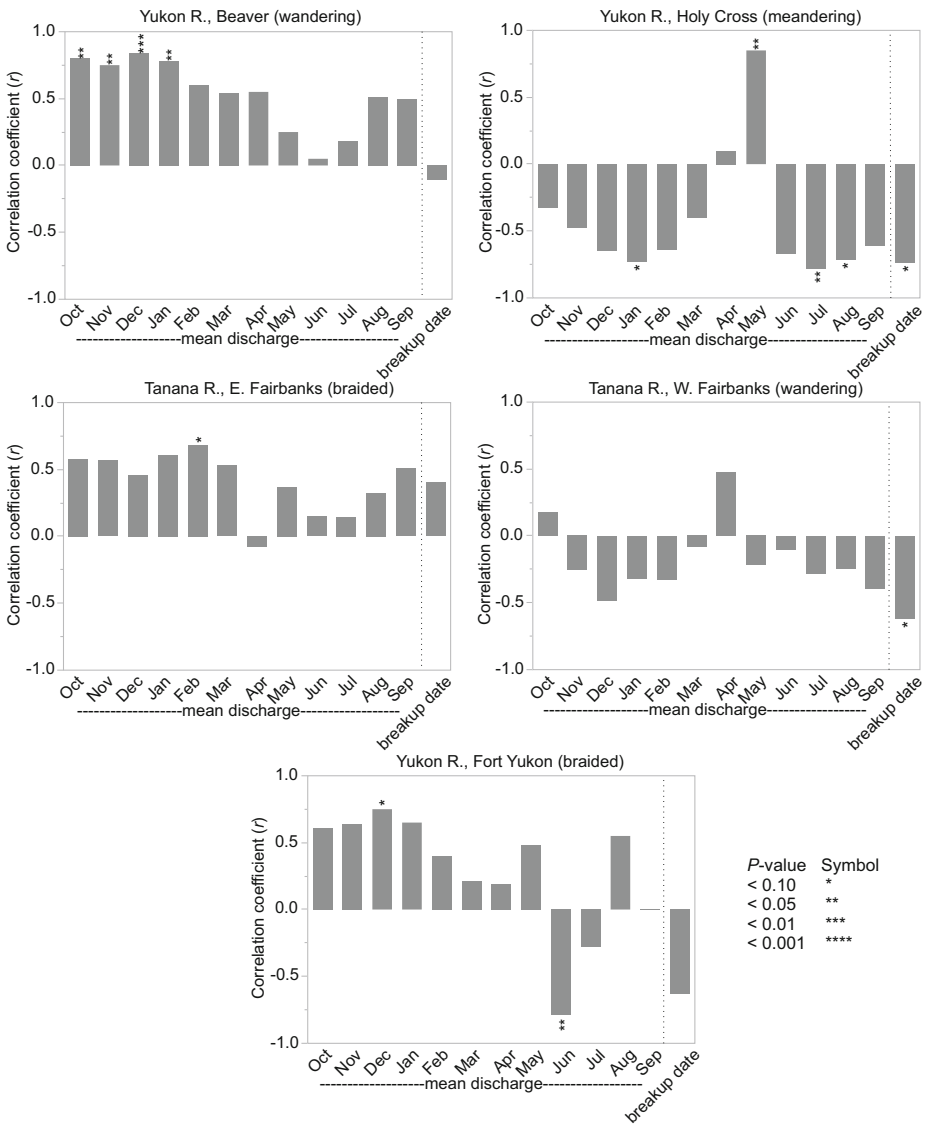 Yukon R., Beaver (wandering)
Correlation coefficient (r)
1.0
0.5
0.0
-0.5
-1.0
** ** *** **
Oct Nov Dec Jan Feb Mar Apr May Jun Jul Aug Sep breakup date
---------------------mean discharge--------------------
Yukon R., Holy Cross (meandering)
Correlation coefficient (r)
1.0
0.5
0.0
-0.5
-1.0
* ** ** * *
Oct Nov Dec Jan Feb Mar Apr May Jun Jul Aug Sep breakup date
---------------------mean discharge--------------------
Tanana R., E. Fairbanks (braided)
Correlation coefficient (r)
1.0
0.5
0.0
-0.5
-1.0
*
Oct Nov Dec Jan Feb Mar Apr May Jun Jul Aug Sep breakup date
---------------------mean discharge--------------------
Tanana R., W. Fairbanks (wandering)
Correlation coefficient (r)
1.0
0.5
0.0
-0.5
-1.0
*
Oct Nov Dec Jan Feb Mar Apr May Jun Jul Aug Sep breakup date
---------------------mean discharge--------------------
Yukon R., Fort Yukon (braided)
Correlation coefficient (r)
1.0
0.5
0.0
-0.5
-1.0
* **
Oct Nov Dec Jan Feb Mar Apr May Jun Jul Aug Sep breakup date
---------------------mean discharge--------------------
P-value Symbol
< 0.10 *
< 0.05 **
< 0.01 ***
< 0.001 ****